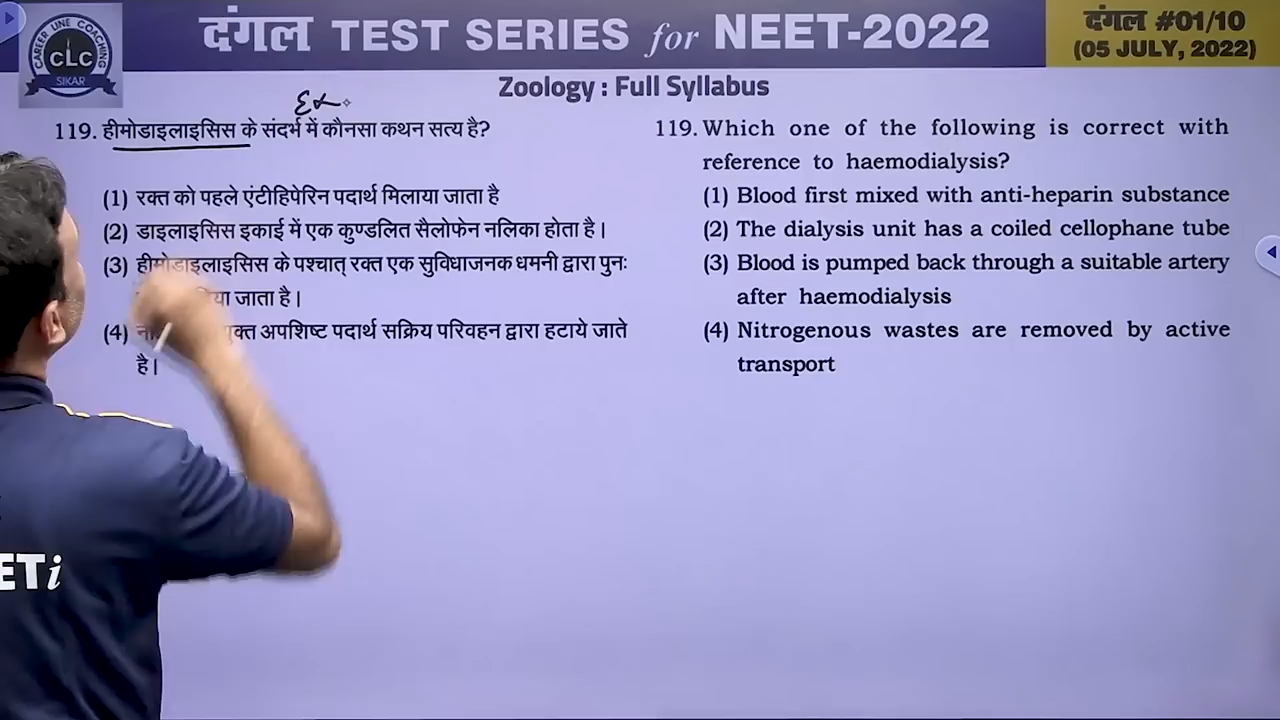 CAREER LINE COACHING
CLC
SIKAR
दंगल TEST SERIES for NEET-2022
दंगल #01/10
(05 JULY, 2022)
Zoology : Full Syllabus
119. हीमोडाइलाइसिस के संदर्भ में कौनसा कथन सत्य है?
(1) रक्त को पहले एंटीहिपेरिन पदार्थ मिलाया जाता है
(2) डाइलाइसिस इकाई में एक कुण्डलित सैलोफेन नलिका होता है।
(3) हीमोडाइलाइसिस के पश्चात् रक्त एक सुविधाजनक धमनी द्वारा पुनः
जाता है।
(4) अपशिष्ट पदार्थ सक्रिय परिवहन द्वारा हटाये जाते
है।
119. Which one of the following is correct with
reference to haemodialysis?
(1) Blood first mixed with anti-heparin substance
(2) The dialysis unit has a coiled cellophane tube
(3) Blood is pumped back through a suitable artery
after haemodialysis
(4) Nitrogenous wastes are removed by active
transport
ETi